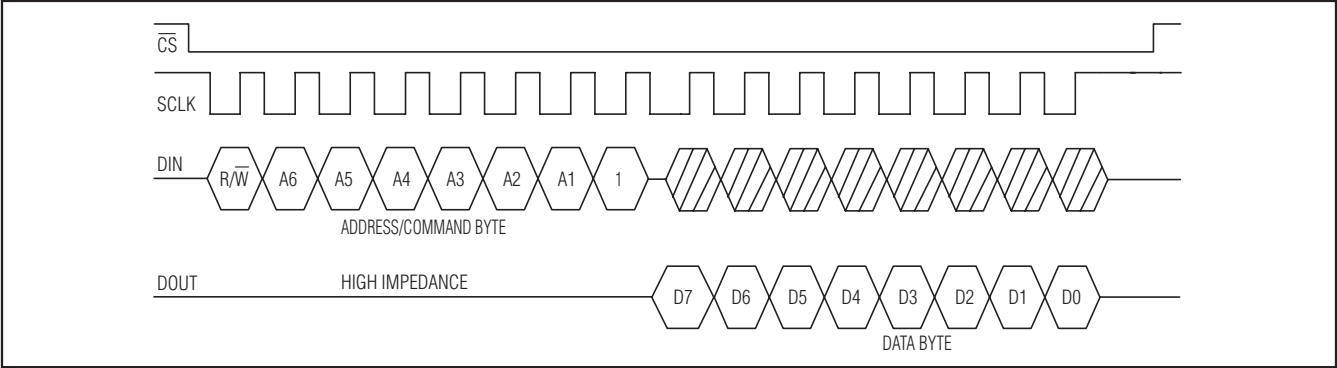 C̅S̅
SCLK
DIN
R/W̅ A6 A5 A4 A3 A2 A1 1
ADDRESS/COMMAND BYTE
DOUT HIGH IMPEDANCE D7 D6 D5 D4 D3 D2 D1 D0
DATA BYTE